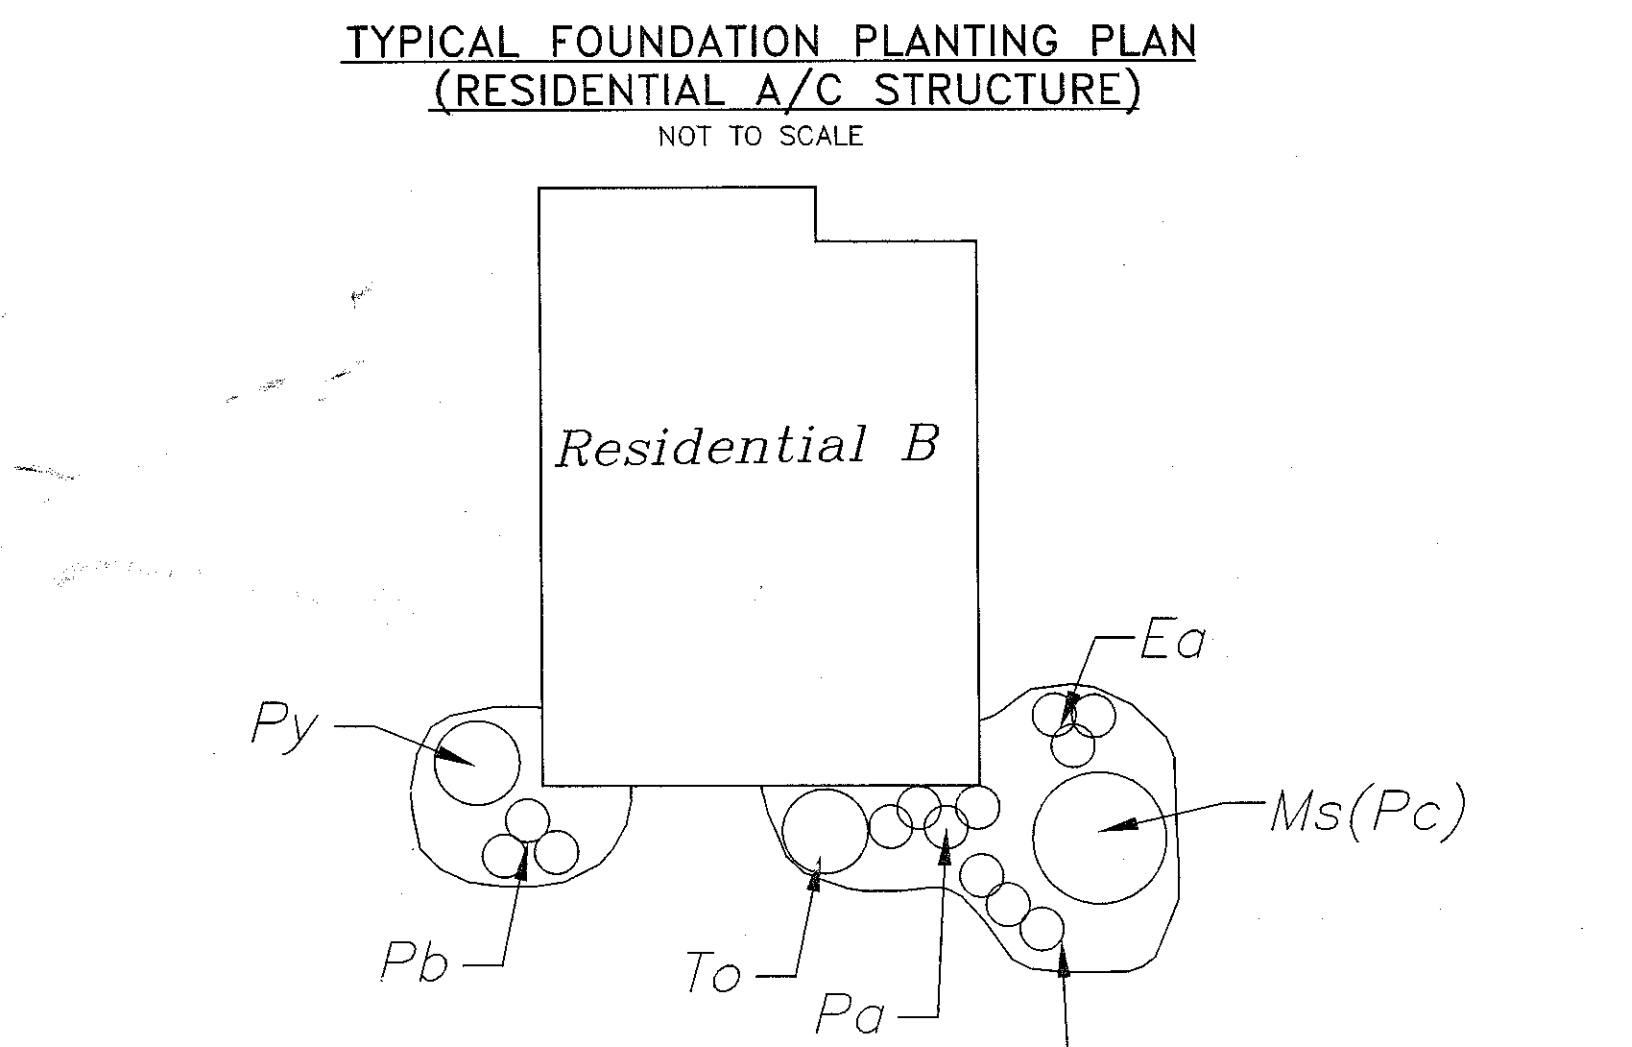 TYPICAL FOUNDATION PLANTING PLAN
(RESIDENTIAL A/C STRUCTURE)
NOT TO SCALE
Residential B
Ea
Py
Ms(Pc)
Pb
To
Pa